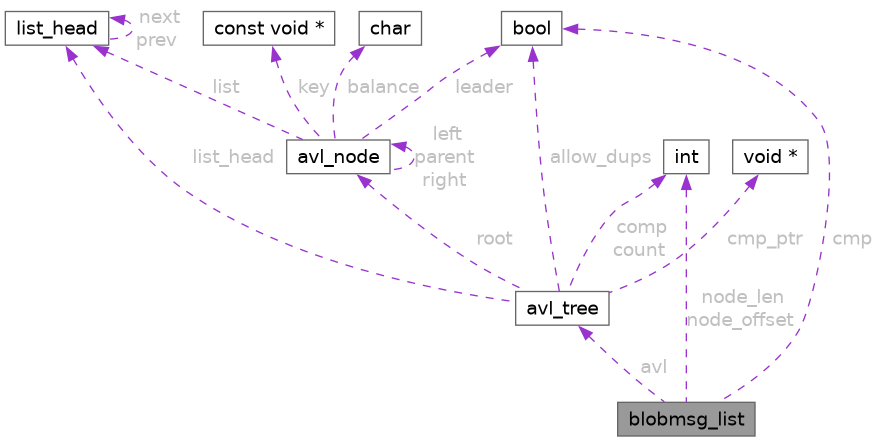 next
prev
list_head
const void *
char
bool
list
key
balance
leader
left
parent
right
list_head
avl_node
allow_dups
int
void *
root
comp
count
cmp_ptr
cmp
avl_tree
node_len
node_offset
avl
blobmsg_list